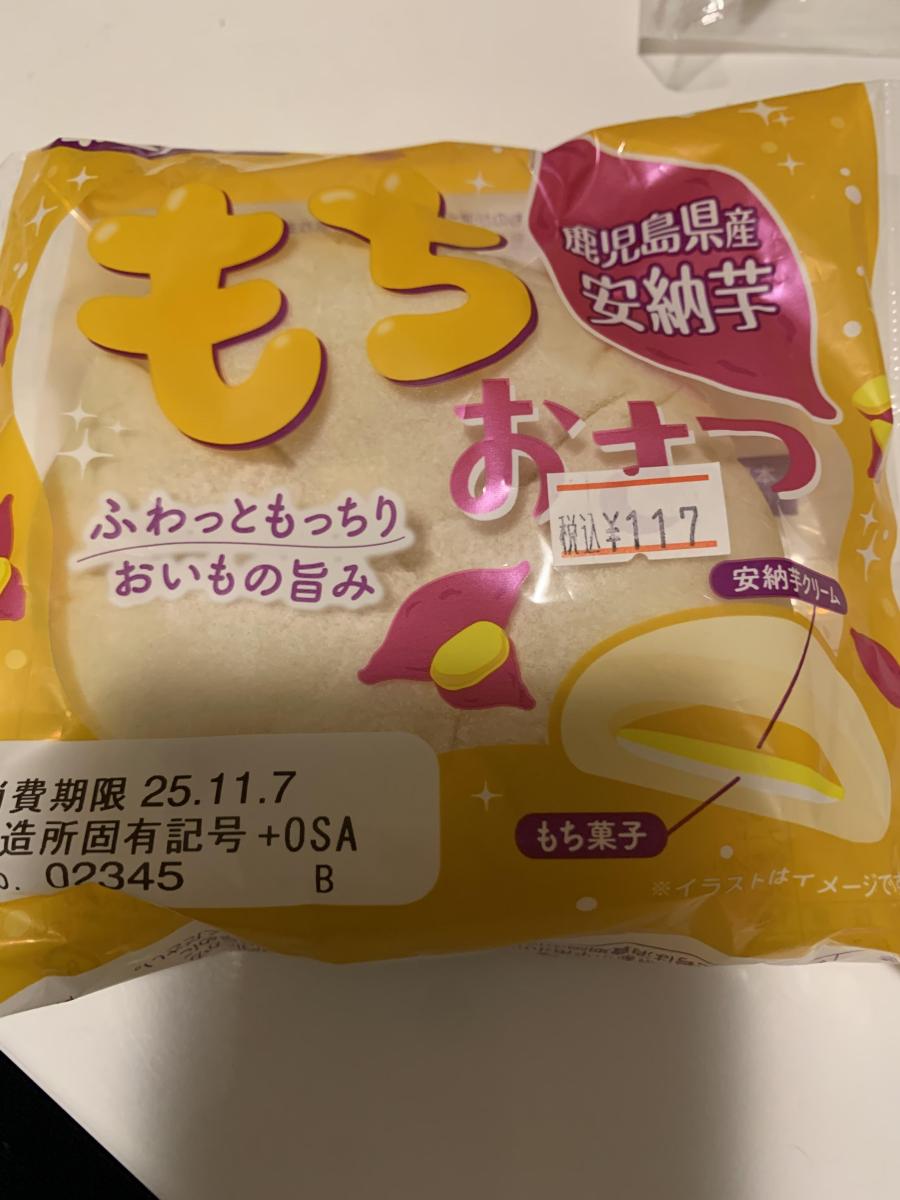 もち
鹿児島県産
安納芋
おさつ
税込¥117
ふわっともっちり
おいもの旨み
安納芋クリーム
もち菓子
消費期限 25.11.7
造所固有記号 +OSA
02345 B
※イラストはイメージです